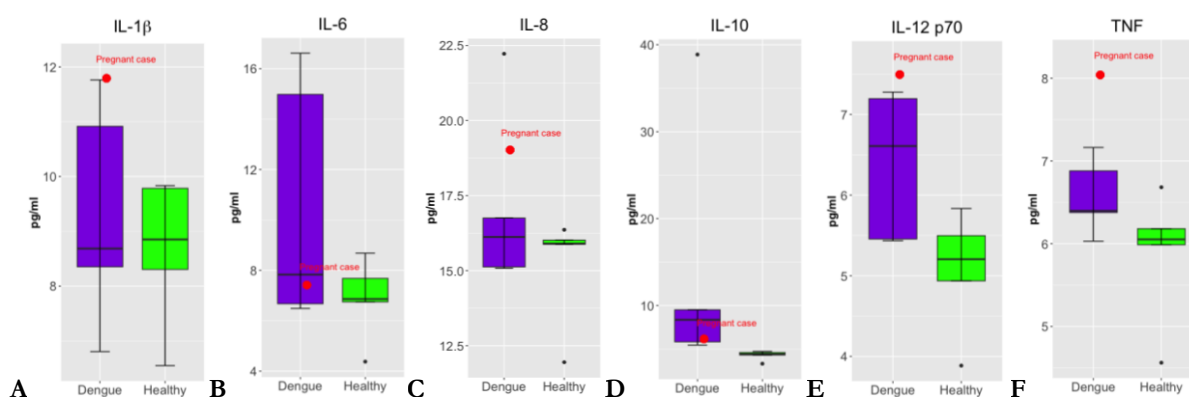 IL-1β
12
10
8
pg/ml
Pregnant case
Dengue Healthy
A
IL-6
16
12
8
4
pg/ml
Pregnant case
Dengue Healthy
B
IL-8
22.5
20.0
17.5
15.0
12.5
pg/ml
Pregnant case
Dengue Healthy
C
IL-10
40
30
20
10
pg/ml
Pregnant case
Dengue Healthy
D
IL-12 p70
7
6
5
4
pg/ml
Pregnant case
Dengue Healthy
E
TNF
8
7
6
5
pg/ml
Pregnant case
Dengue Healthy
F